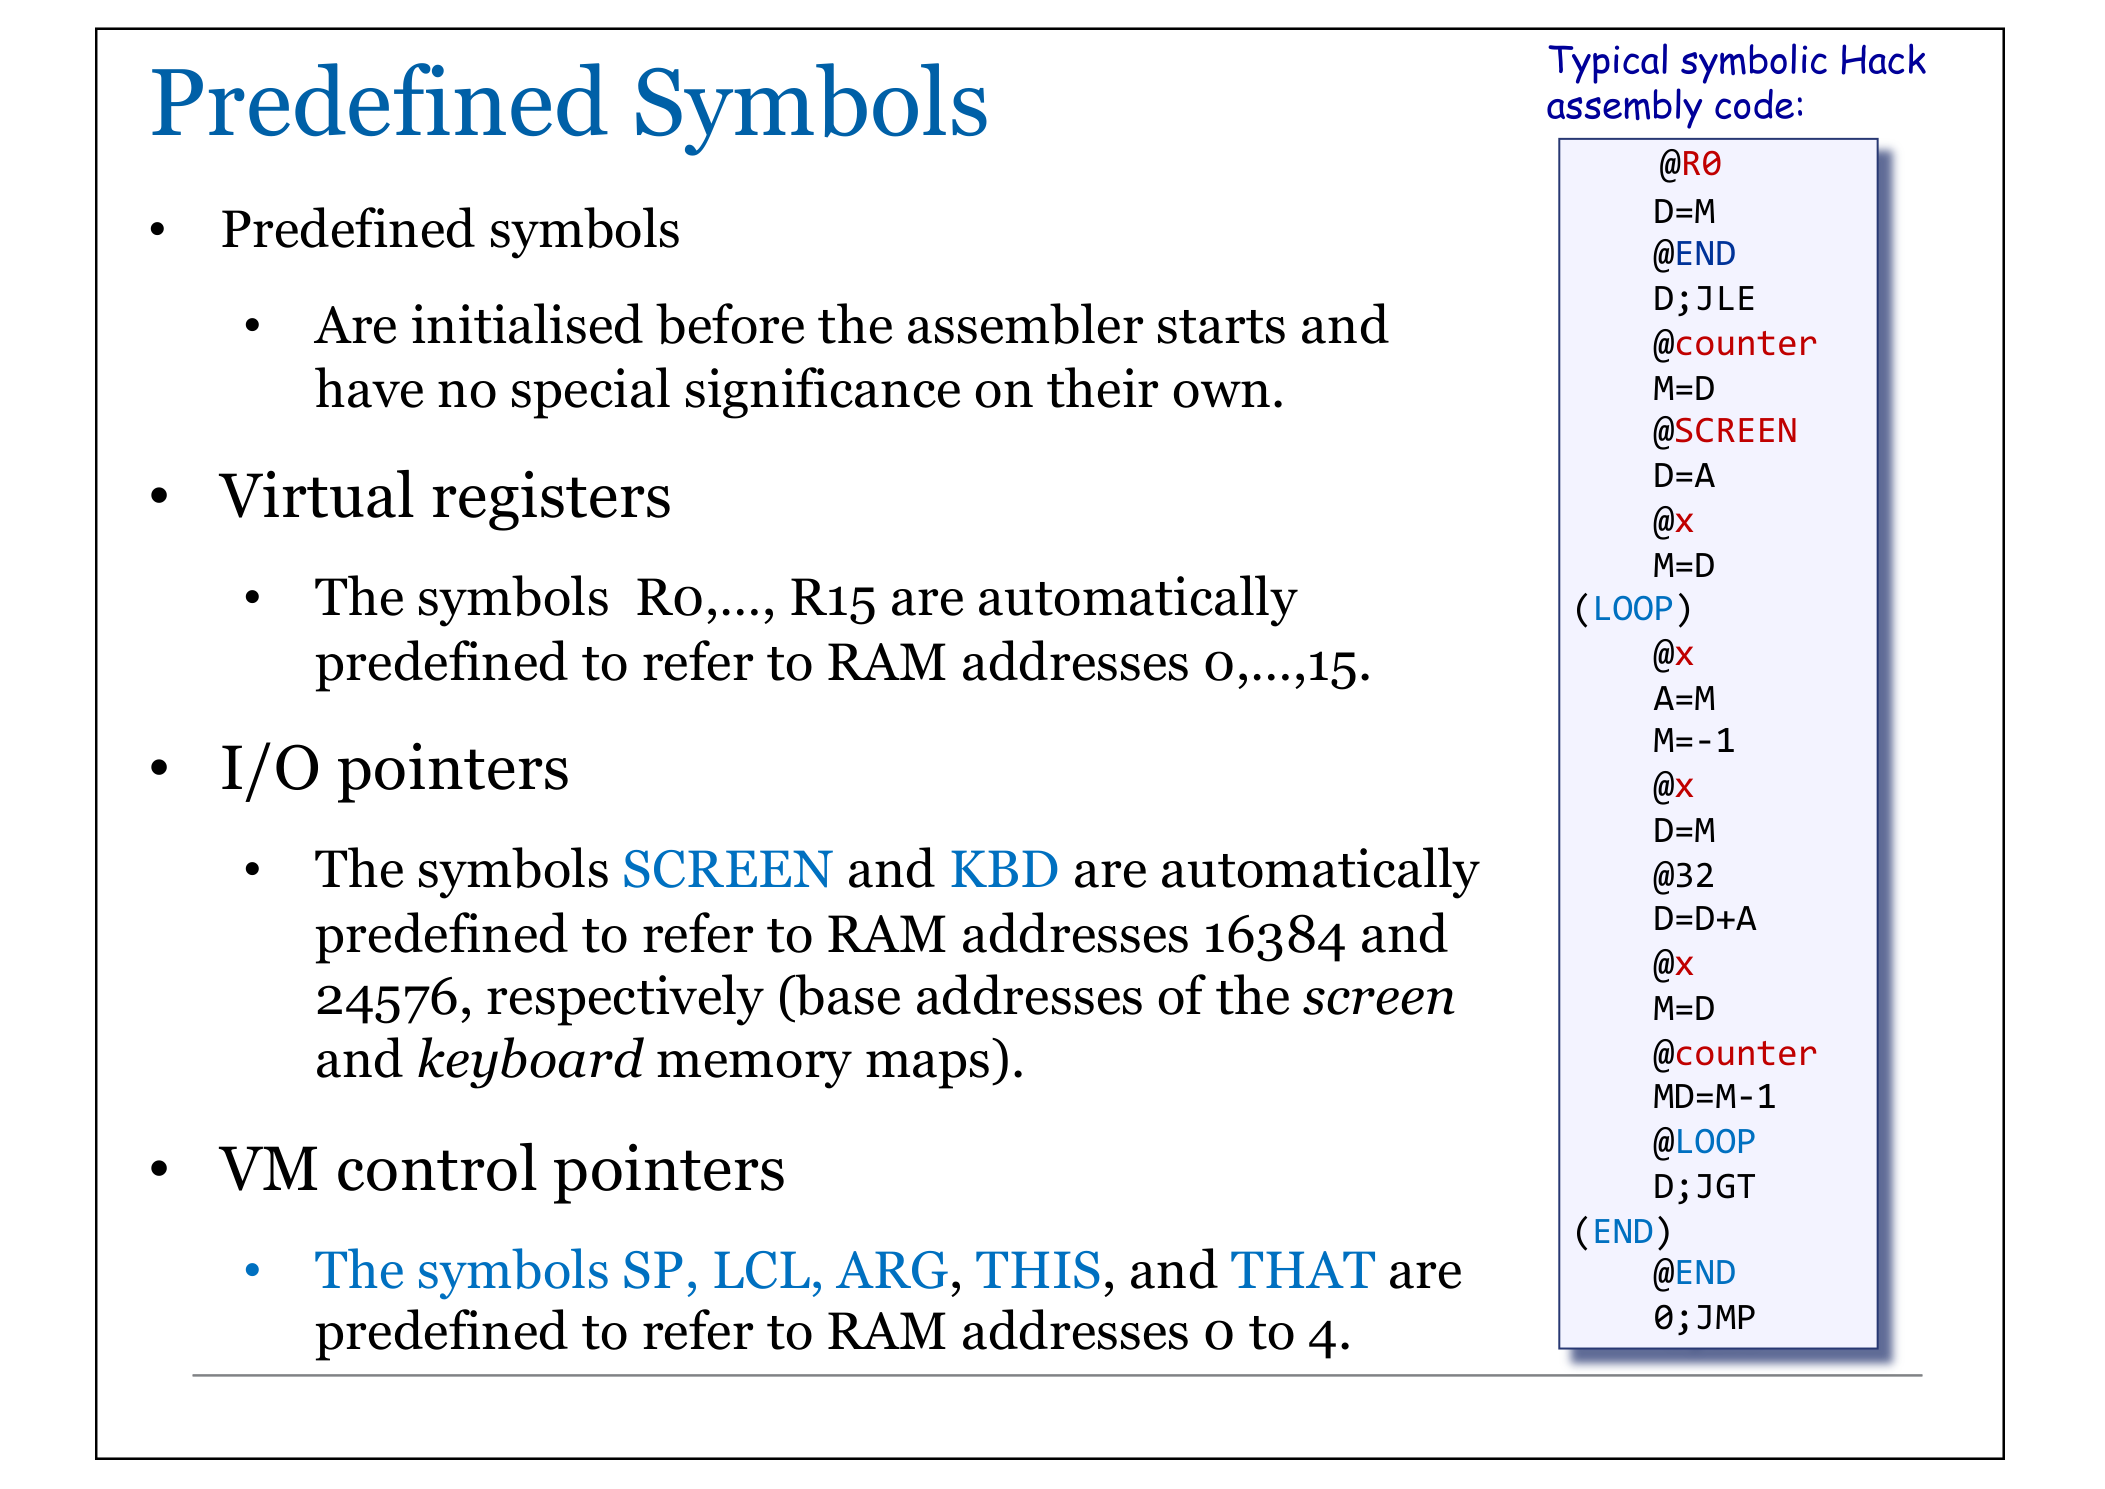 Predefined Symbols
• Predefined symbols
• Are initialised before the assembler starts and
have no special significance on their own.
• Virtual registers
• The symbols R0,…, R15 are automatically
predefined to refer to RAM addresses 0,…,15.
• I/O pointers
• The symbols SCREEN and KBD are automatically
predefined to refer to RAM addresses 16384 and
24576, respectively (base addresses of the screen
and keyboard memory maps).
• VM control pointers
• The symbols SP, LCL, ARG, THIS, and THAT are
predefined to refer to RAM addresses 0 to 4.
Typical symbolic Hack
assembly code:
@R0
D=M
@END
D;JLE
@counter
M=D
@SCREEN
D=A
@x
M=D
(LOOP)
@x
A=M
M=-1
@x
D=M
@32
D=D+A
@x
M=D
@counter
MD=M-1
@LOOP
D;JGT
(END)
@END
0;JMP